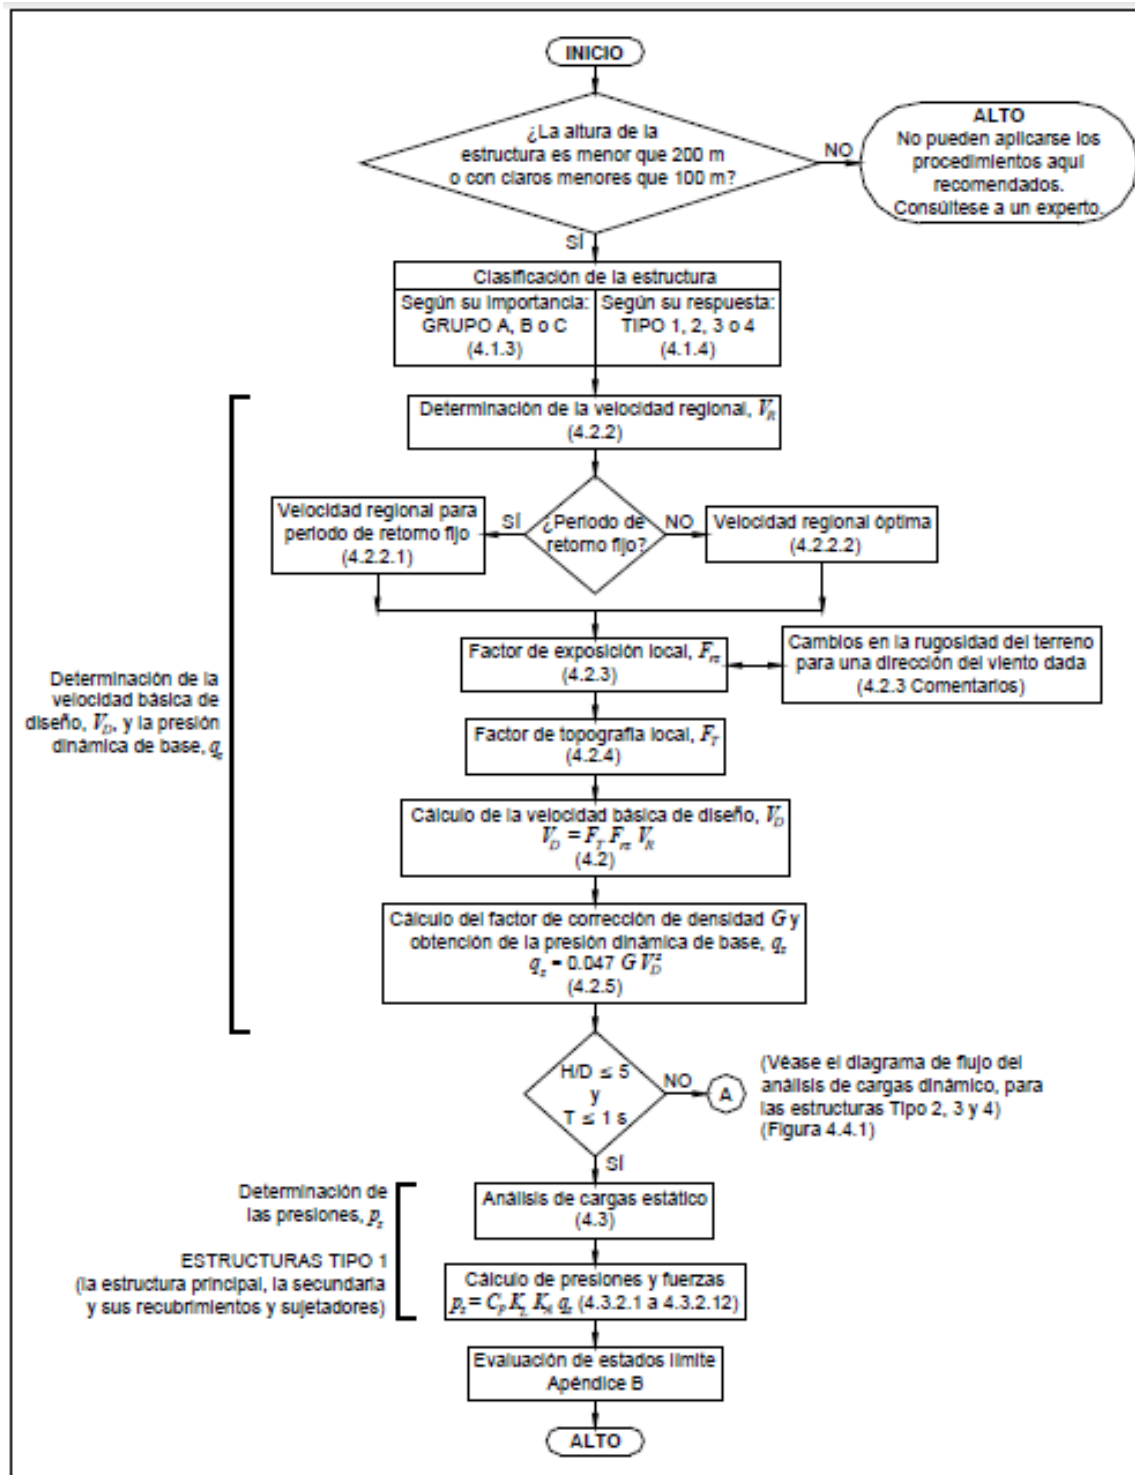 INICIO
¿La altura de la
estructura es menor que 200 m
o con claros menores que 100 m?
NO
ALTO
No pueden aplicarse los
procedimientos aquí
recomendados.
Consúltese a un experto.
SÍ
Clasificación de la estructura
Según su importancia:
GRUPO A, B o C
(4.1.3)
Según su respuesta:
TIPO 1, 2, 3 o 4
(4.1.4)
Determinación de la velocidad regional, V_R
(4.2.2)
¿Periodo de
retorno fijo?
SÍ
NO
Velocidad regional para
periodo de retorno fijo
(4.2.2.1)
Velocidad regional óptima
(4.2.2.2)
Factor de exposición local, F_rz
(4.2.3)
Cambios en la rugosidad del terreno
para una dirección del viento dada
(4.2.3 Comentarios)
Determinación de la
velocidad básica de
diseño, V_D, y la presión
dinámica de base, q_z
Factor de topografía local, F_T
(4.2.4)
Cálculo de la velocidad básica de diseño, V_D
V_D = F_T F_rz V_R
(4.2)
Cálculo del factor de corrección de densidad G y
obtención de la presión dinámica de base, q_z
q_z = 0.047 G V_D²
(4.2.5)
H/D ≤ 5
y
T ≤ 1 s
NO
A
(Véase el diagrama de flujo del
análisis de cargas dinámico, para
las estructuras Tipo 2, 3 y 4)
(Figura 4.4.1)
SÍ
Determinación de
las presiones, p_z
ESTRUCTURAS TIPO 1
(la estructura principal, la secundaria
y sus recubrimientos y sujetadores)
Análisis de cargas estático
(4.3)
Cálculo de presiones y fuerzas
p_z = C_p K_L K_M q_z (4.3.2.1 a 4.3.2.12)
Evaluación de estados límite
Apéndice B
ALTO